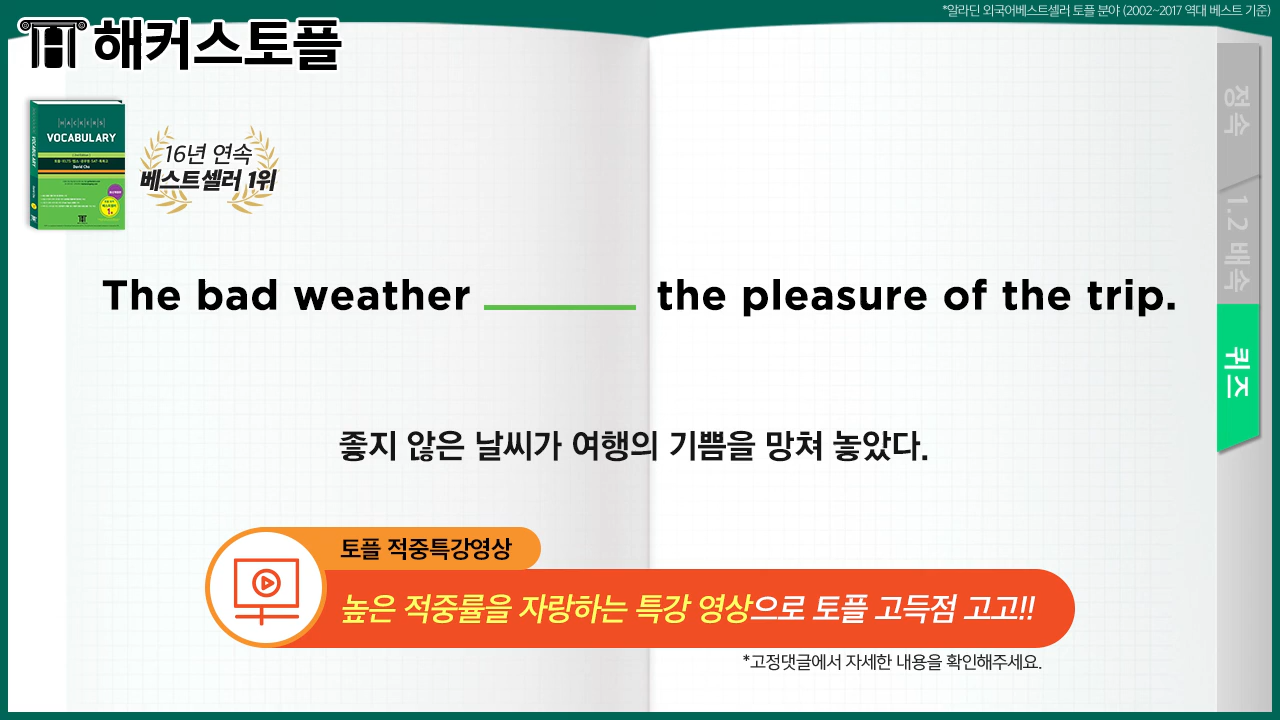 *알라딘 외국어베스트셀러 토플 분야 (2002~2017 역대 베스트 기준)
해커스토플
HACKERS
VOCABULARY
16년 연속
베스트셀러 1위
정속
1.2 배속
퀴즈
The bad weather ______ the pleasure of the trip.
좋지 않은 날씨가 여행의 기쁨을 망쳐 놓았다.
토플 적중특강영상
높은 적중률을 자랑하는 특강 영상으로 토플 고득점 고고!!
*고정댓글에서 자세한 내용을 확인해주세요.